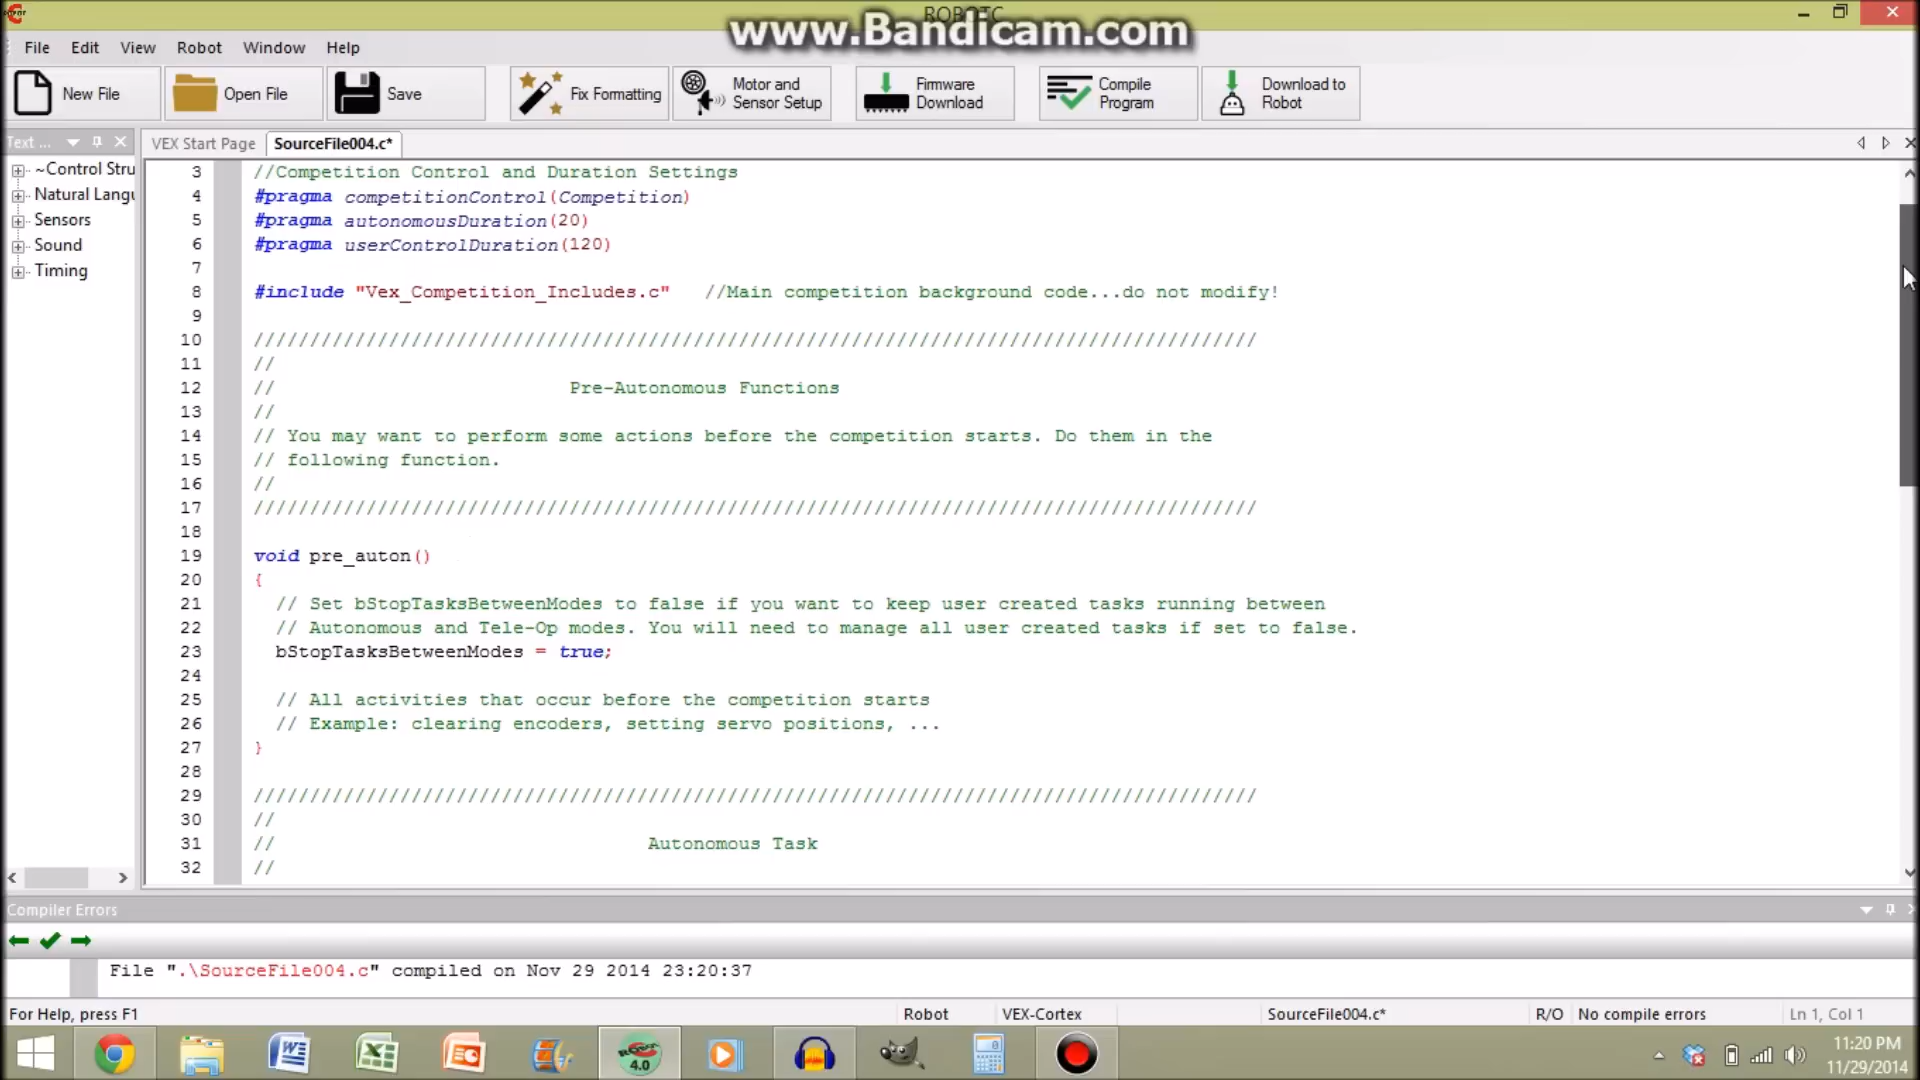 ROBOTC
www.Bandicam.com
File Edit View Robot Window Help
New File Open File Save Fix Formatting Motor and Sensor Setup Firmware Download Compile Program Download to Robot
Text ... VEX Start Page SourceFile004.c*
~Control Stru
Natural Langu
Sensors
Sound
Timing
3 //Competition Control and Duration Settings
4 #pragma competitionControl(Competition)
5 #pragma autonomousDuration(20)
6 #pragma userControlDuration(120)
7
8 #include "Vex_Competition_Includes.c"   //Main competition background code...do not modify!
9
10 /////////////////////////////////////////////////////////////////////////////////////////
11 //
12 //                          Pre-Autonomous Functions
13 //
14 // You may want to perform some actions before the competition starts. Do them in the
15 // following function.
16 //
17 /////////////////////////////////////////////////////////////////////////////////////////
18
19 void pre_auton()
20 {
21   // Set bStopTasksBetweenModes to false if you want to keep user created tasks running between
22   // Autonomous and Tele-Op modes. You will need to manage all user created tasks if set to false.
23   bStopTasksBetweenModes = true;
24
25   // All activities that occur before the competition starts
26   // Example: clearing encoders, setting servo positions, ...
27 }
28
29 /////////////////////////////////////////////////////////////////////////////////////////
30 //
31 //                                 Autonomous Task
32 //
Compiler Errors
File ".\SourceFile004.c" compiled on Nov 29 2014 23:20:37
For Help, press F1 Robot VEX-Cortex SourceFile004.c* R/O No compile errors Ln 1, Col 1
4.0
11:20 PM
11/29/2014